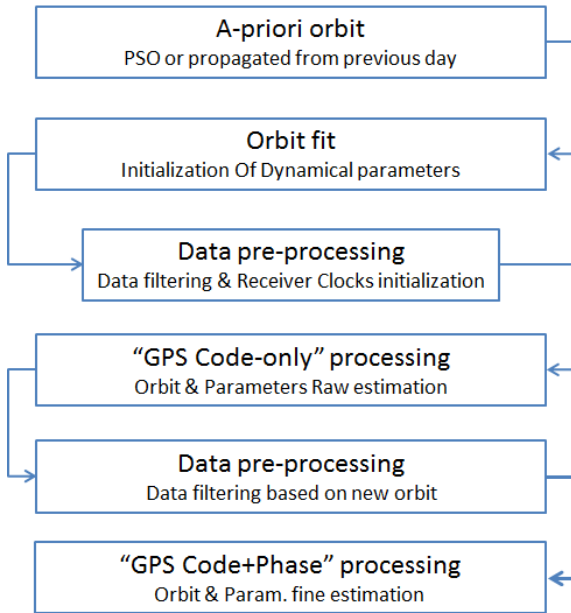 A-priori orbit
PSO or propagated from previous day
Orbit fit
Initialization Of Dynamical parameters
Data pre-processing
Data filtering & Receiver Clocks initialization
“GPS Code-only” processing
Orbit & Parameters Raw estimation
Data pre-processing
Data filtering based on new orbit
“GPS Code+Phase” processing
Orbit & Param. fine estimation